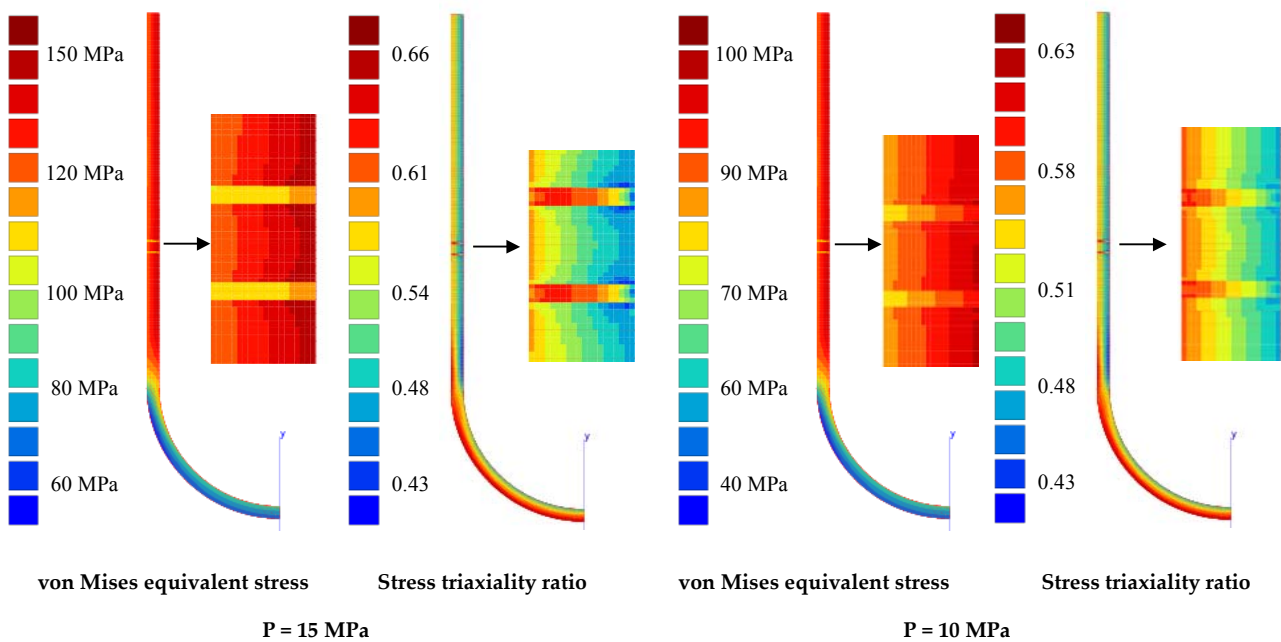 150 MPa
120 MPa
100 MPa
80 MPa
60 MPa
y
von Mises equivalent stress
0.66
0.61
0.54
0.48
0.43
y
Stress triaxiality ratio
P = 15 MPa
100 MPa
90 MPa
70 MPa
60 MPa
40 MPa
y
von Mises equivalent stress
0.63
0.58
0.51
0.48
0.43
y
Stress triaxiality ratio
P = 10 MPa